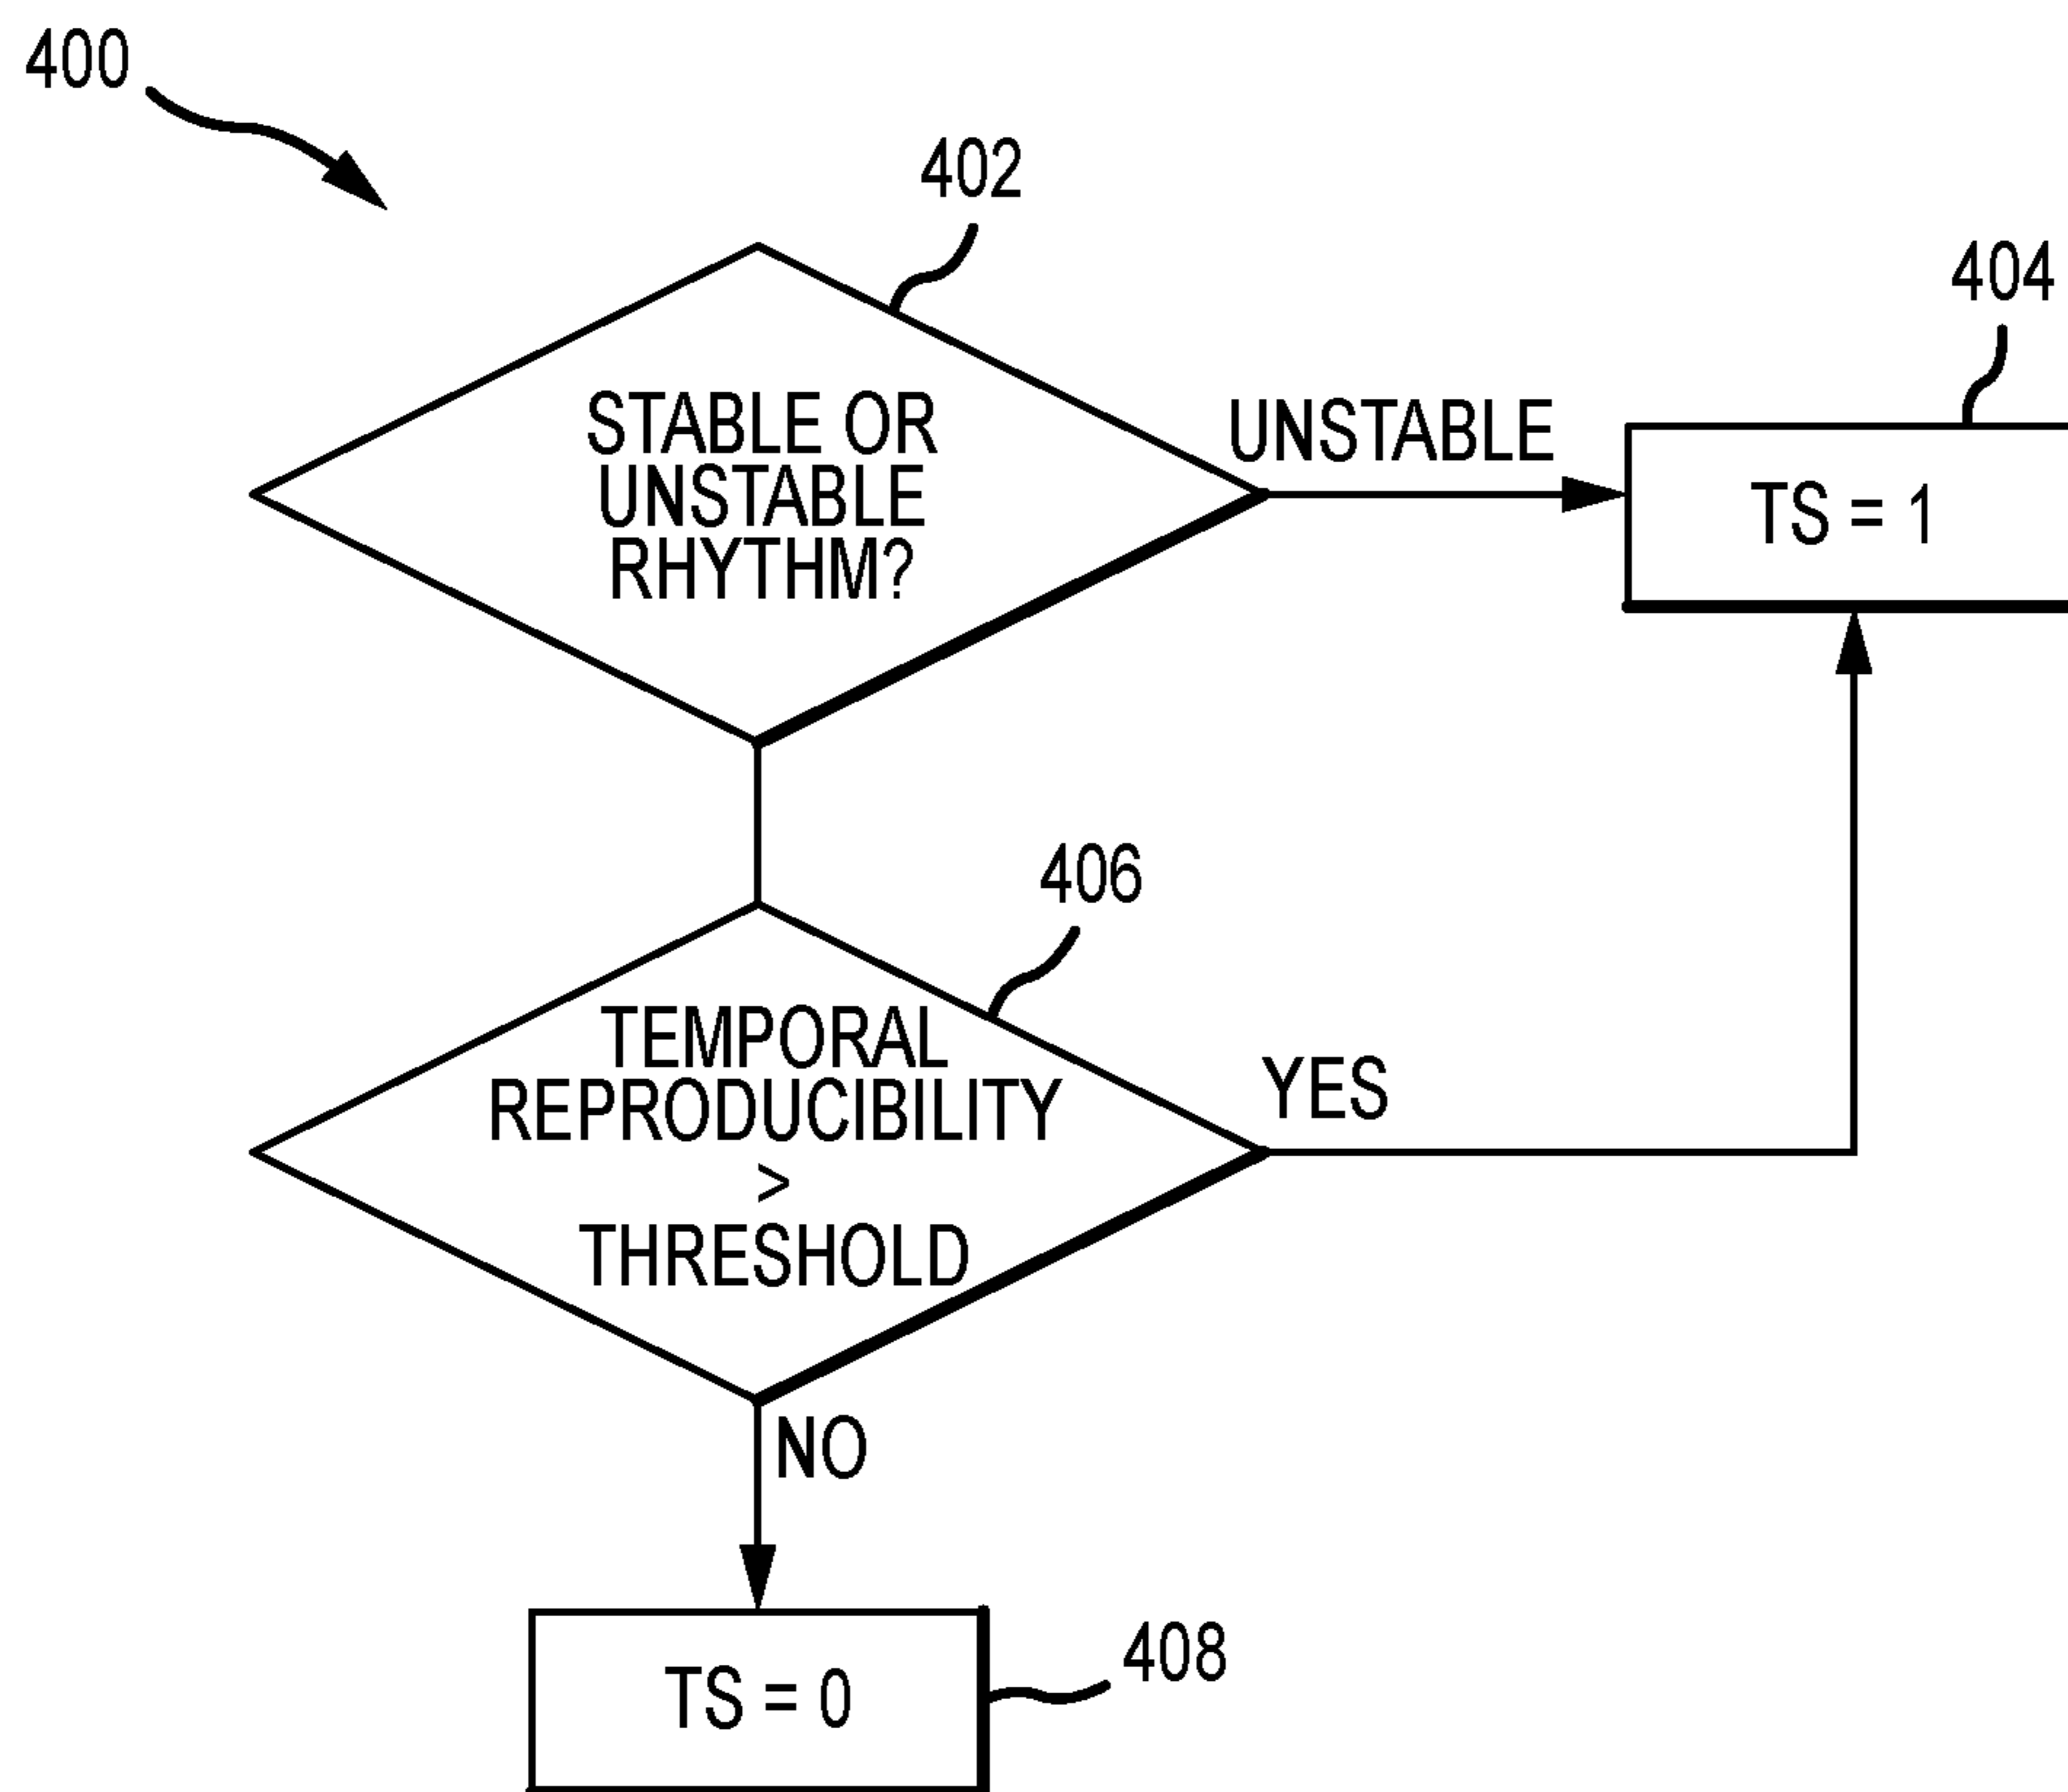 400
402
404
STABLE OR
UNSTABLE
RHYTHM?
UNSTABLE
TS = 1
406
TEMPORAL
REPRODUCIBILITY
>
THRESHOLD
YES
NO
TS = 0
408